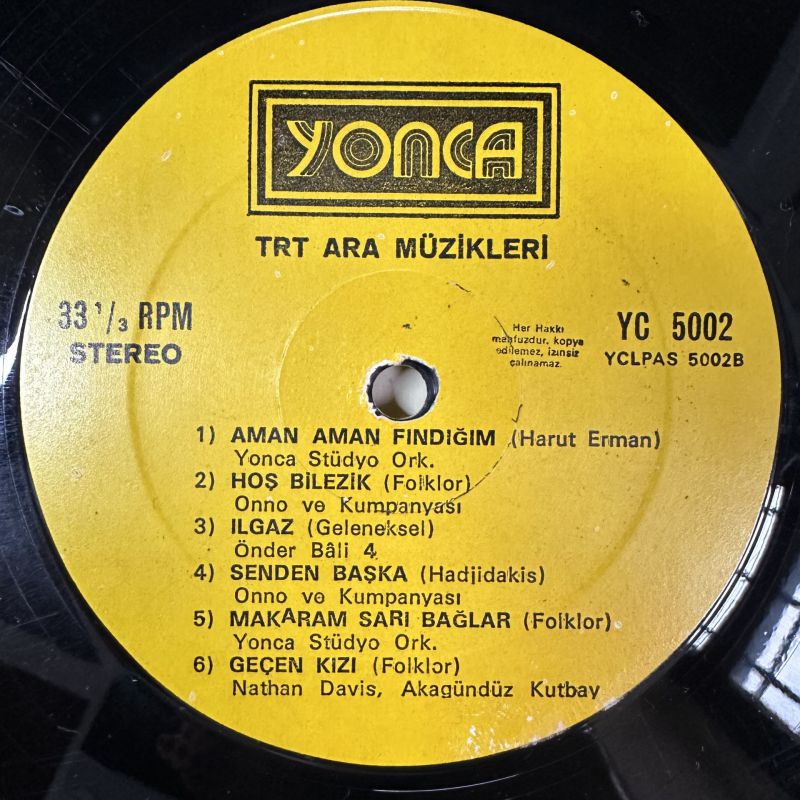 YONCA
TRT ARA MÜZİKLERİ
33 1/3 RPM
STEREO
Her Hakkı
mahfuzdur, kopya
edilemez, izinsiz
çalınamaz.
YC 5002
YCLPAS 5002B
1) AMAN AMAN FINDIĞIM (Harut Erman)
Yonca Stüdyo Ork.
2) HOŞ BİLEZİK (Folklor)
Onno ve Kumpanyası
3) ILGAZ (Geleneksel)
Önder Bâli 4
4) SENDEN BAŞKA (Hadjidakis)
Onno ve Kumpanyası
5) MAKARAM SARI BAĞLAR (Folklor)
Yonca Stüdyo Ork.
6) GEÇEN KIZI (Folklor)
Nathan Davis, Akagündüz Kutbay